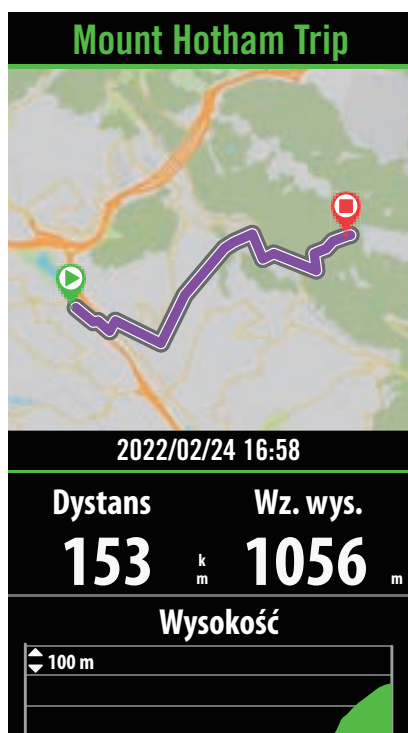 Mount Hotham Trip
2022/02/24 16:58
Dystans Wz. wys.
153 km 1056 m
Wysokość
100 m